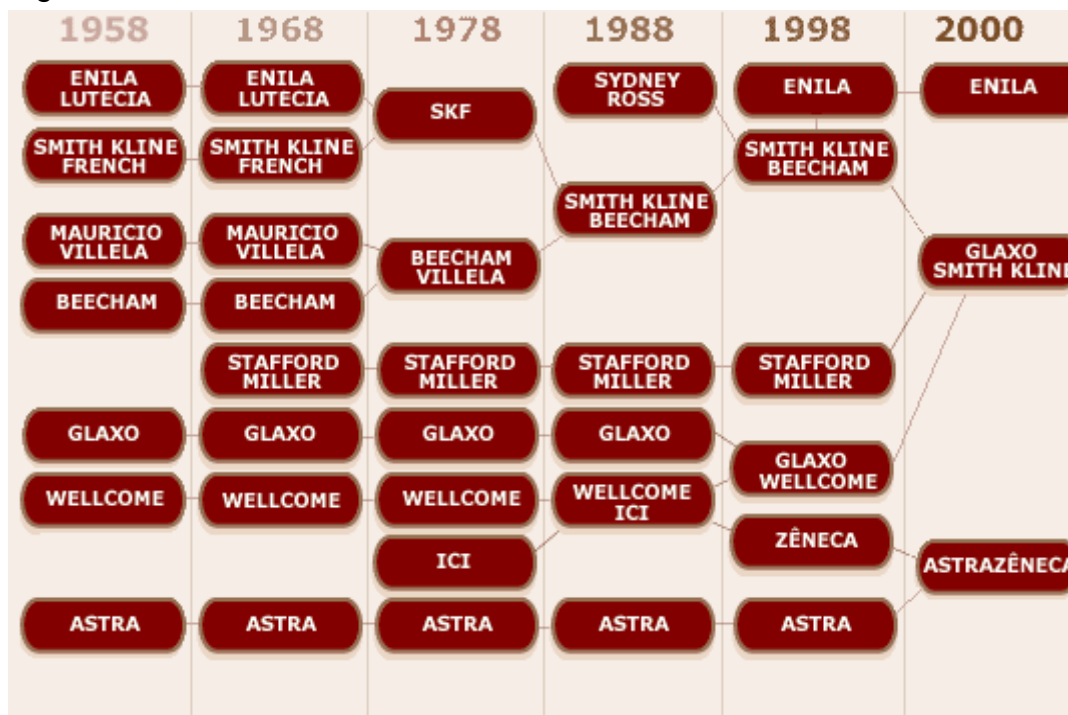 1958 1968 1978 1988 1998 2000
ENILA
LUTECIA
ENILA
LUTECIA
SKF
SYDNEY
ROSS
ENILA
ENILA
SMITH KLINE
FRENCH
SMITH KLINE
FRENCH
SMITH KLINE
BEECHAM
SMITH KLINE
BEECHAM
MAURICIO
VILLELA
MAURICIO
VILLELA
BEECHAM
VILLELA
GLAXO
SMITH KLINE
BEECHAM
BEECHAM
STAFFORD
MILLER
STAFFORD
MILLER
STAFFORD
MILLER
STAFFORD
MILLER
GLAXO
GLAXO
GLAXO
GLAXO
GLAXO
WELLCOME
WELLCOME
WELLCOME
WELLCOME
WELLCOME
ICI
ICI
ZÊNECA
ASTRAZÊNECA
ASTRA
ASTRA
ASTRA
ASTRA
ASTRA